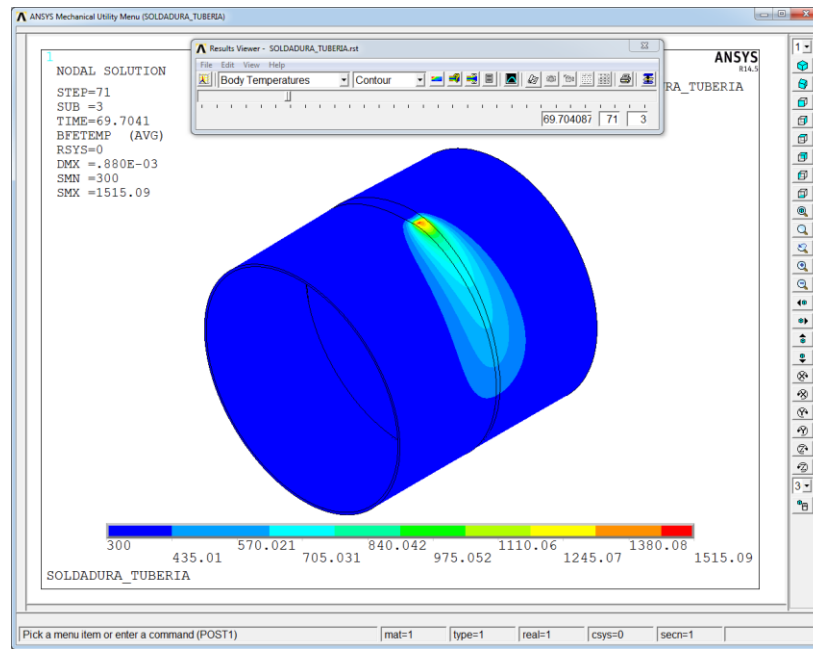 ANSYS Mechanical Utility Menu (SOLDADURA_TUBERIA)
Results Viewer - SOLDADURA_TUBERIA.rst
File Edit View Help
Body Temperatures
Contour
69.704087 71 3
1
NODAL SOLUTION
STEP=71
SUB =3
TIME=69.7041
BFETEMP (AVG)
RSYS=0
DMX =.880E-03
SMN =300
SMX =1515.09
ANSYS
R14.5
RA_TUBERIA
1
3
300 570.021 840.042 1110.06 1380.08
435.01 705.031 975.052 1245.07 1515.09
SOLDADURA_TUBERIA
Pick a menu item or enter a command (POST1) mat=1 type=1 real=1 csys=0 secn=1